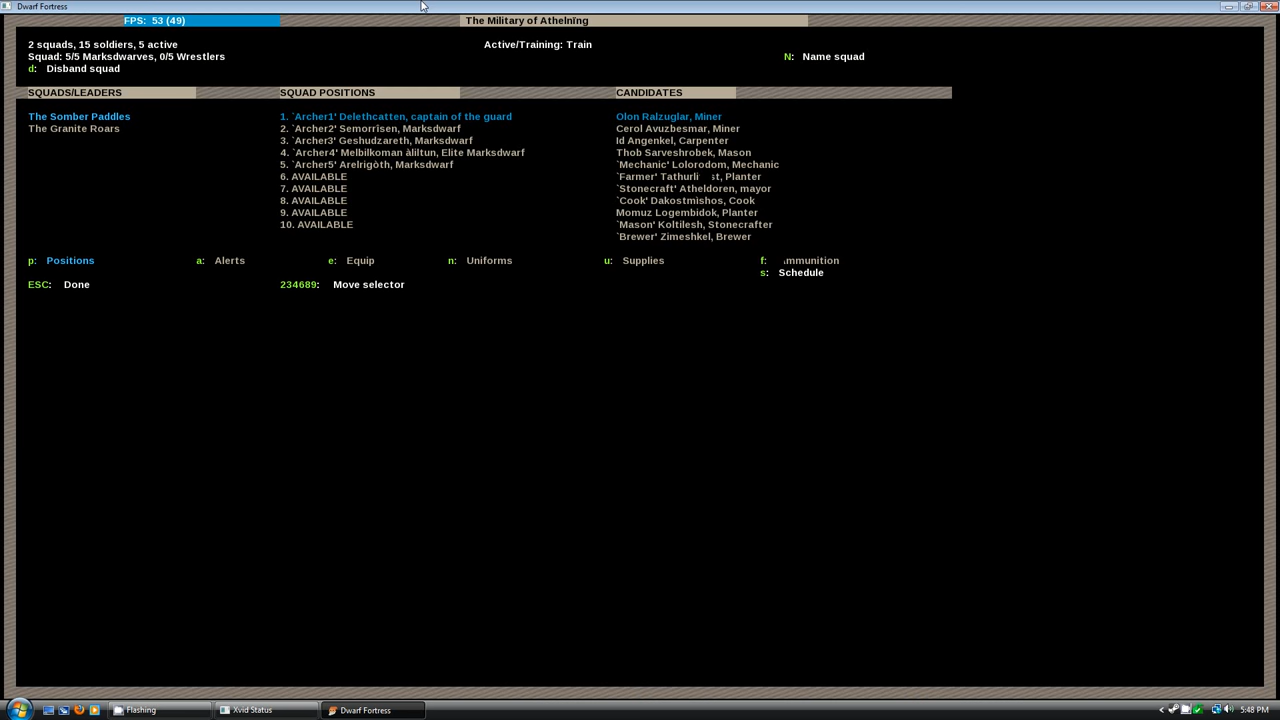 Dwarf Fortress
FPS: 53 (49)
The Military of Athelnïng
2 squads, 15 soldiers, 5 active
Active/Training: Train
Squad: 5/5 Marksdwarves, 0/5 Wrestlers
N: Name squad
d: Disband squad
SQUADS/LEADERS
SQUAD POSITIONS
CANDIDATES
The Somber Paddles
1. `Archer1' Delethcatten, captain of the guard
Olon Ralzuglar, Miner
The Granite Roars
2. `Archer2' Semorrîsen, Marksdwarf
Cerol Avuzbesmar, Miner
3. `Archer3' Geshudzareth, Marksdwarf
Id Angenkel, Carpenter
4. `Archer4' Melbilkoman àliltun, Elite Marksdwarf
Thob Sarveshrobek, Mason
5. `Archer5' Arelrigòth, Marksdwarf
`Mechanic' Lolorodom, Mechanic
6. AVAILABLE
`Farmer' Planter
7. AVAILABLE
`Stonecraft' Atheldoren, mayor
8. AVAILABLE
`Cook' Dakostmishos, Cook
9. AVAILABLE
Momuz Logembidok, Planter
10. AVAILABLE
`Mason' Koltilesh, Stonecrafter
`Brewer' Zimeshkel, Brewer
p: Positions
a: Alerts
e: Equip
n: Uniforms
u: Supplies
f: mmunition
s: Schedule
ESC: Done
234689: Move selector
Flashing
Xvid Status
Dwarf Fortress
5:48 PM